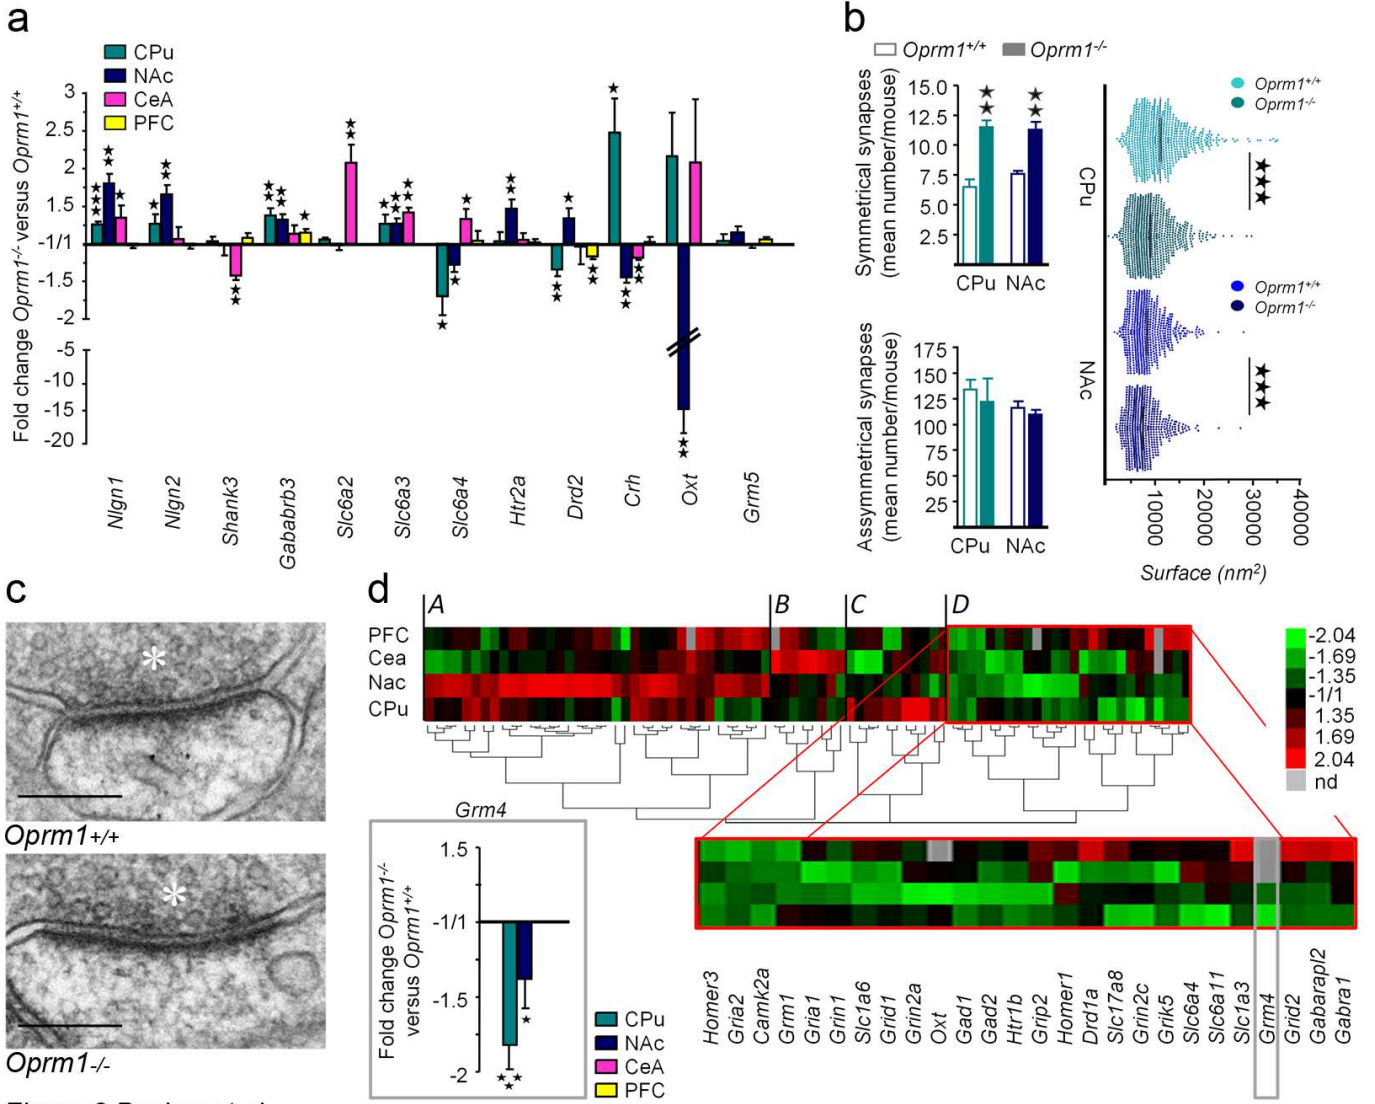 a
CPu
NAc
CeA
PFC
Fold change Oprm1-/- versus Oprm1+/+
3
2.5
2
1.5
-1/1
-1.5
-2
-5
-10
-15
-20
Nlgn1
Nlgn2
Shank3
Gababrb3
Slc6a2
Slc6a3
Slc6a4
Htr2a
Drd2
Crh
Oxt
Grm5
b
Oprm1+/+ Oprm1-/-
Symmetrical synapses
(mean number/mouse)
15.0
12.5
10.0
7.5
5.0
2.5
CPu NAc
Assymmetrical synapses
(mean number/mouse)
175
150
125
100
75
50
25
CPu NAc
Oprm1+/+
Oprm1-/-
CPu
Oprm1+/+
Oprm1-/-
NAc
10000
20000
30000
40000
Surface (nm²)
c
*
Oprm1+/+
*
Oprm1-/-
d
A B C D
PFC
Cea
Nac
CPu
-2.04
-1.69
-1.35
-1/1
1.35
1.69
2.04
nd
Grm4
Fold change Oprm1-/-
versus Oprm1+/+
1.5
-1/1
-1.5
-2
CPu
NAc
CeA
PFC
Homer3
Gria2
Camk2a
Grm1
Gria1
Grin1
Slc1a6
Grid1
Grin2a
Oxt
Gad1
Gad2
Htr1b
Grip2
Homer1
Drd1a
Slc17a8
Grin2c
Grik5
Slc6a4
Slc6a11
Slc1a3
Grm4
Grid2
Gabarapl2
Gabra1